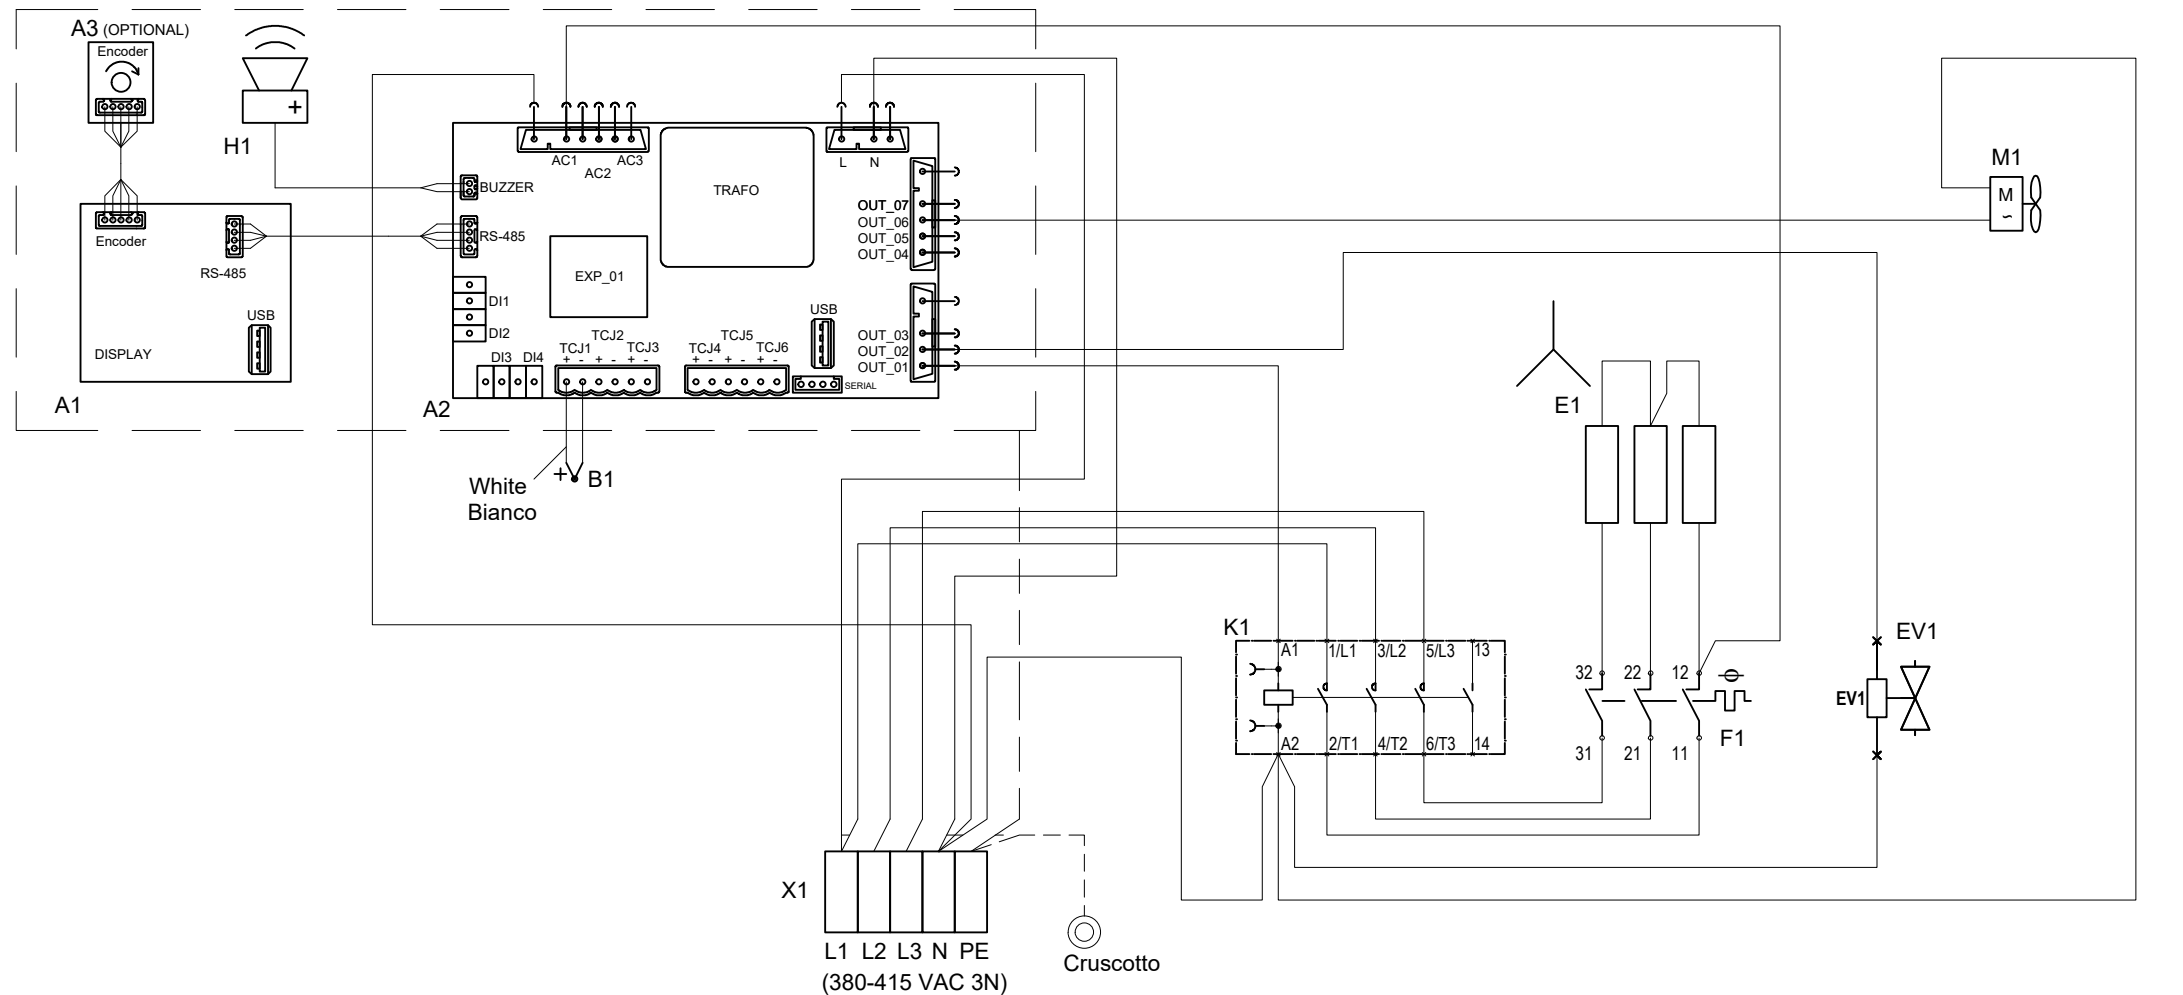 A3 (OPTIONAL)
Encoder
H1
+
Encoder
RS-485
USB
DISPLAY
A1
AC1
AC2
AC3
TRAFO
L
N
BUZZER
RS-485
EXP_01
OUT_07
OUT_06
OUT_05
OUT_04
DI1
DI2
DI3 DI4
TCJ1
TCJ2
TCJ3
+ - + - + -
TCJ4
TCJ5
TCJ6
+ - + - + -
USB
SERIAL
OUT_03
OUT_02
OUT_01
A2
White
Bianco
+
B1
M1
M
~
E1
K1
A1 1/L1 3/L2 5/L3 13
A2 2/T1 4/T2 6/T3 14
32 22 12
31 21 11
F1
EV1
EV1
X1
L1 L2 L3 N PE
(380-415 VAC 3N)
Cruscotto